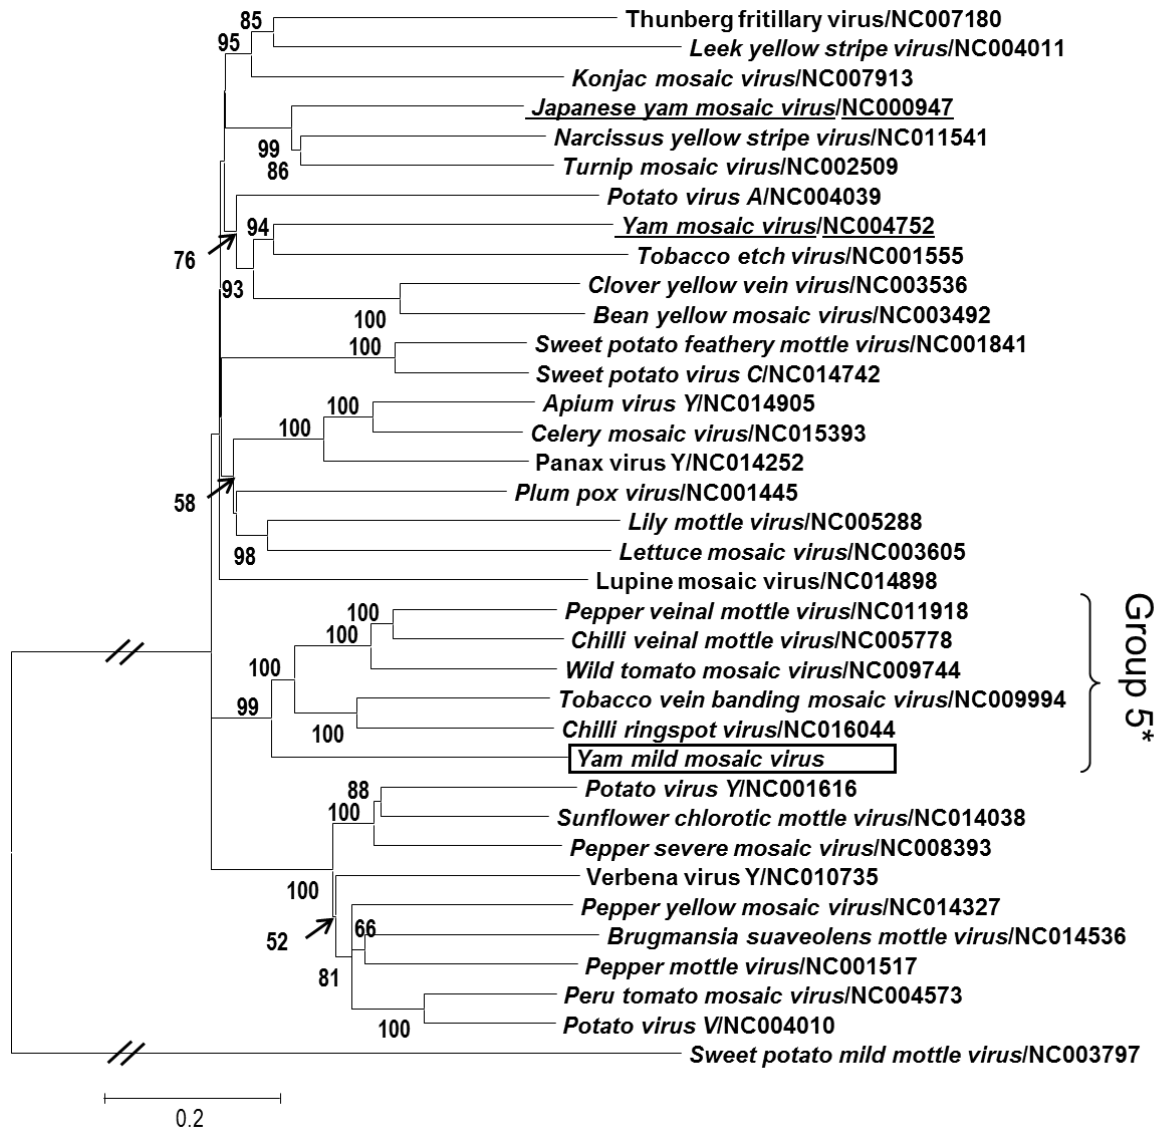 85
Thunberg fritillary virus/NC007180
95
Leek yellow stripe virus/NC004011
Konjac mosaic virus/NC007913
Japanese yam mosaic virus/NC000947
99
Narcissus yellow stripe virus/NC011541
86
Turnip mosaic virus/NC002509
Potato virus A/NC004039
94
Yam mosaic virus/NC004752
76
Tobacco etch virus/NC001555
93
Clover yellow vein virus/NC003536
100
Bean yellow mosaic virus/NC003492
100
Sweet potato feathery mottle virus/NC001841
Sweet potato virus C/NC014742
100
Apium virus Y/NC014905
100
Celery mosaic virus/NC015393
Panax virus Y/NC014252
58
Plum pox virus/NC001445
Lily mottle virus/NC005288
98
Lettuce mosaic virus/NC003605
Lupine mosaic virus/NC014898
100
Pepper veinal mottle virus/NC011918
100
Chilli veinal mottle virus/NC005778
100
Wild tomato mosaic virus/NC009744
99
Tobacco vein banding mosaic virus/NC009994
100
Chilli ringspot virus/NC016044
Yam mild mosaic virus
Group 5*
88
Potato virus Y/NC001616
100
Sunflower chlorotic mottle virus/NC014038
Pepper severe mosaic virus/NC008393
100
Verbena virus Y/NC010735
Pepper yellow mosaic virus/NC014327
52
66
Brugmansia suaveolens mottle virus/NC014536
81
Pepper mottle virus/NC001517
Peru tomato mosaic virus/NC004573
100
Potato virus V/NC004010
Sweet potato mild mottle virus/NC003797
0.2